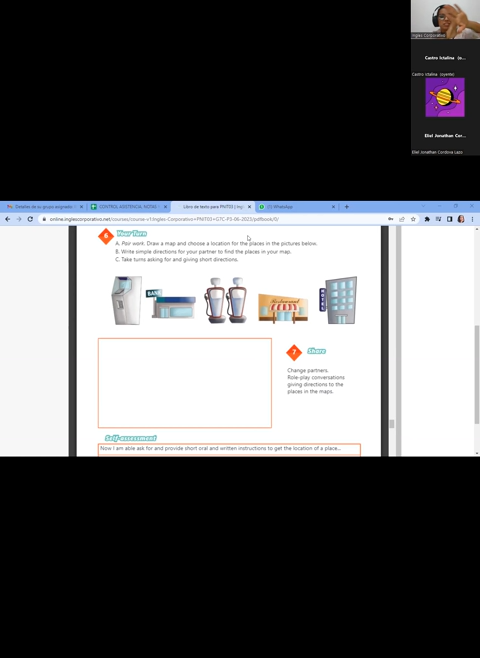 Ingles Corporativo
Castro Ictalina (o...
Castro Ictalina (oyente)
Eliel Jonathan Cor...
Eliel Jonathan Cordova Lazo
Detalles de su grupo asignado
CONTROL ASISTENCIA: NOTAS
Libro de texto para PNIT03 | Ingl
(1) WhatsApp
online.inglescorporativo.net/courses/course-v1:Ingles-Corporativo+PNIT03+GTC-P3-06-2023/pdfbook/0/
6 Your Turn
A. Pair work. Draw a map and choose a location for the places in the pictures below.
B. Write simple directions for your partner to find the places in your map.
C. Take turns asking for and giving short directions.
BANK
Restaurant
HOTEL
7 Share
Change partners.
Role-play conversations
giving directions to the
places in the maps.
Self-assessment
Now I am able ask for and provide short oral and written instructions to get the location of a place...